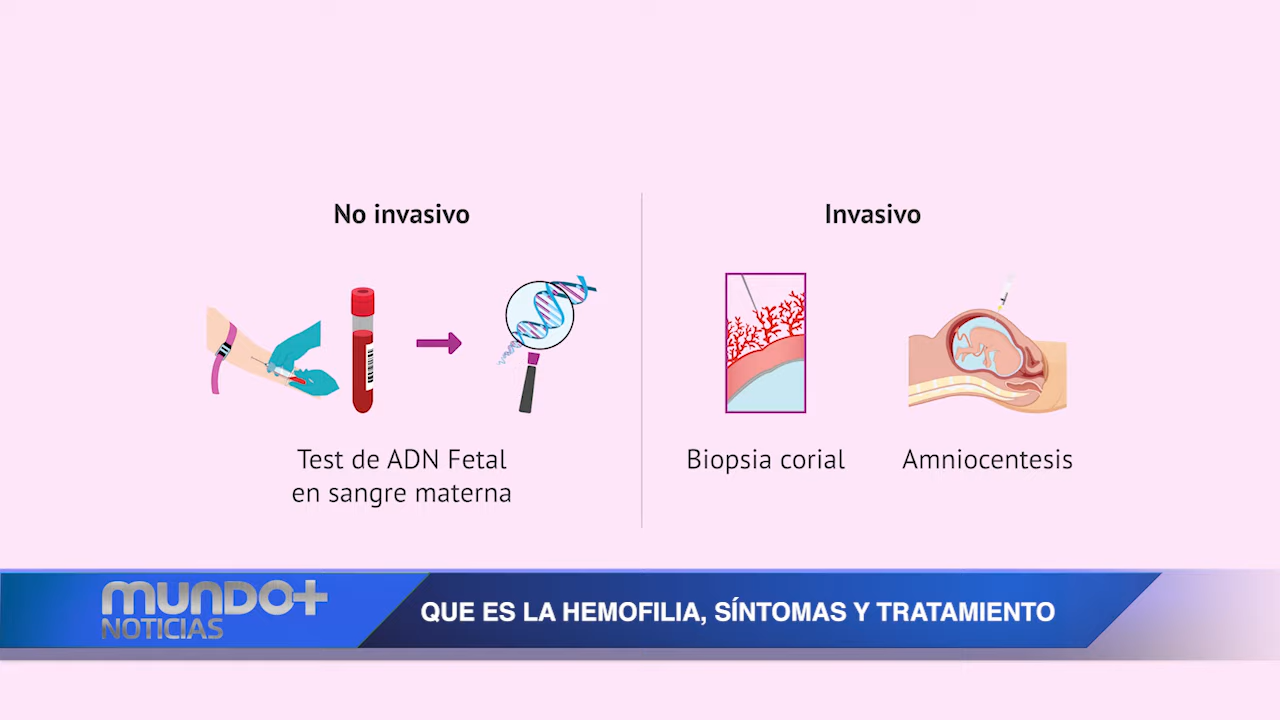 No invasivo
Invasivo
Test de ADN Fetal
en sangre materna
Biopsia corial
Amniocentesis
mundo+
NOTICIAS
QUE ES LA HEMOFILIA, SÍNTOMAS Y TRATAMIENTO